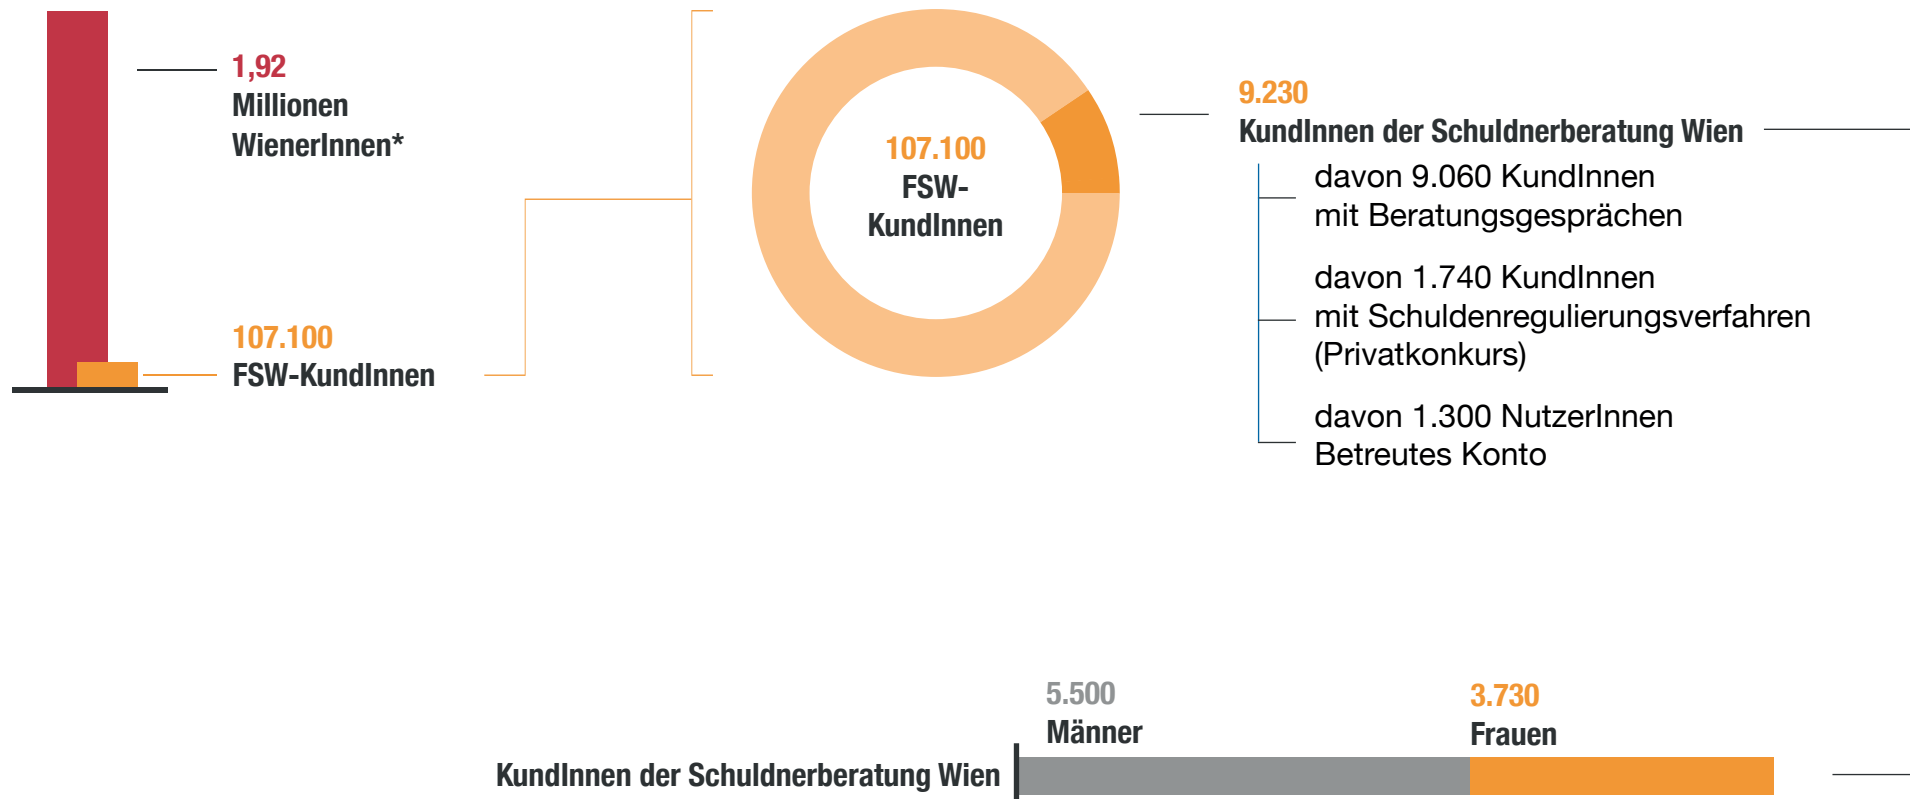 1,92
Millionen
WienerInnen*
107.100
FSW-KundInnen
107.100
FSW-
KundInnen
9.230
KundInnen der Schuldnerberatung Wien
davon 9.060 KundInnen
mit Beratungsgesprächen
davon 1.740 KundInnen
mit Schuldenregulierungsverfahren
(Privatkonkurs)
davon 1.300 NutzerInnen
Betreutes Konto
5.500
Männer
3.730
Frauen
KundInnen der Schuldnerberatung Wien